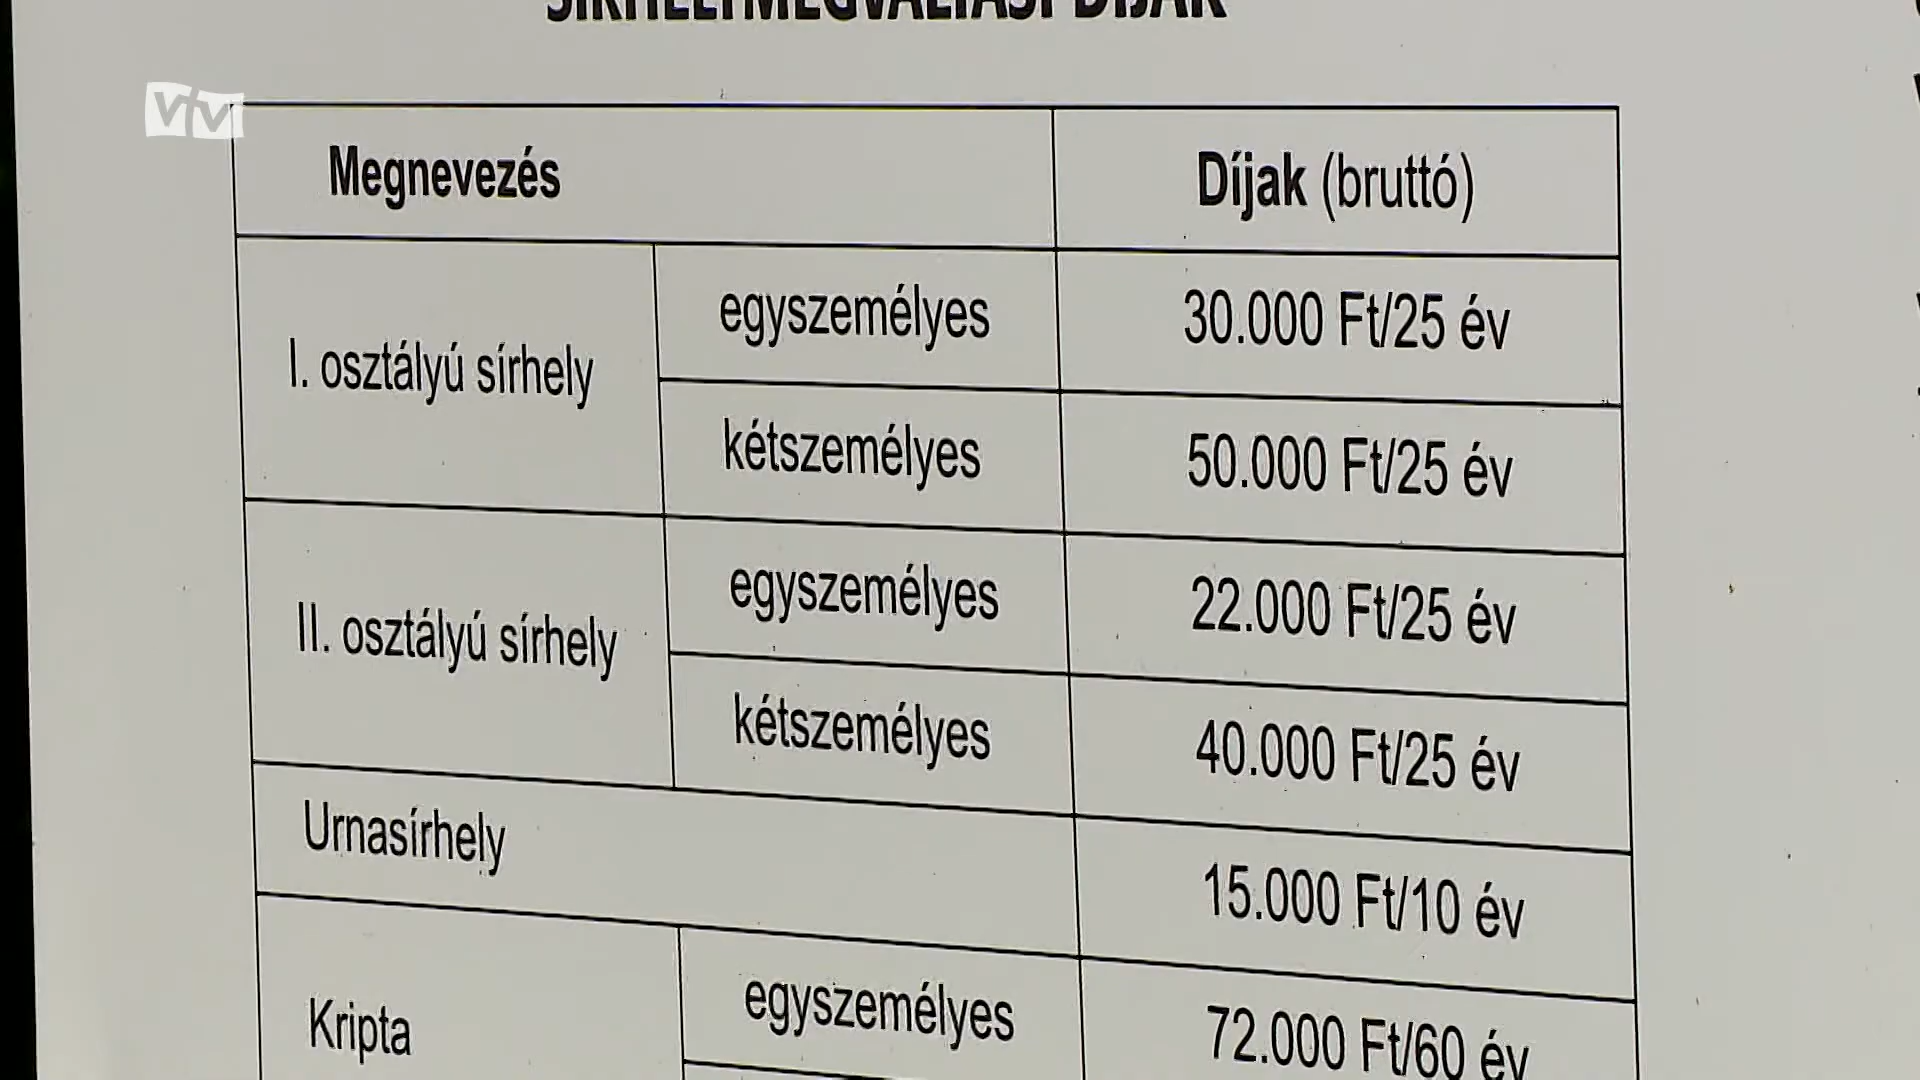 SÍRHELYMEGVÁLTÁSI DÍJAK
VTV
Megnevezés
Díjak (bruttó)
I. osztályú sírhely
egyszemélyes
30.000 Ft/25 év
kétszemélyes
50.000 Ft/25 év
II. osztályú sírhely
egyszemélyes
22.000 Ft/25 év
kétszemélyes
40.000 Ft/25 év
Urnasírhely
15.000 Ft/10 év
Kripta
egyszemélyes
72.000 Ft/60 év